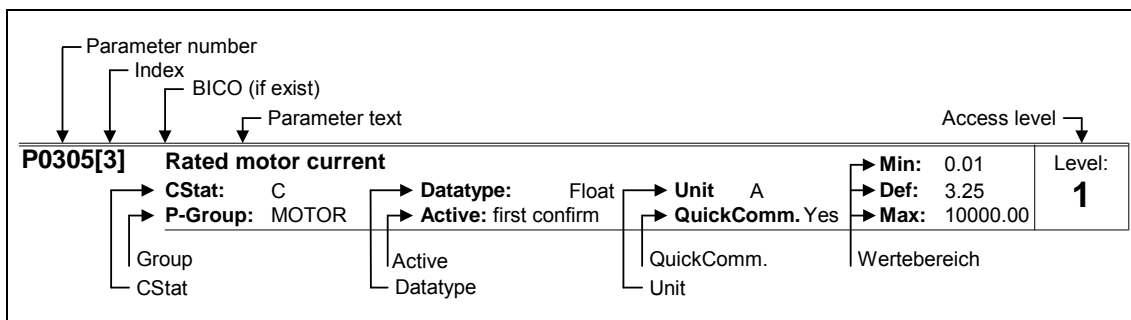 Parameter number
Index
BICO (if exist)
Parameter text
Access level
P0305[3] Rated motor current Min: 0.01 Level:
CStat: C Datatype: Float Unit A Def: 3.25 1
P-Group: MOTOR Active: first confirm QuickComm. Yes Max: 10000.00
Group Active QuickComm. Wertebereich
CStat Datatype Unit